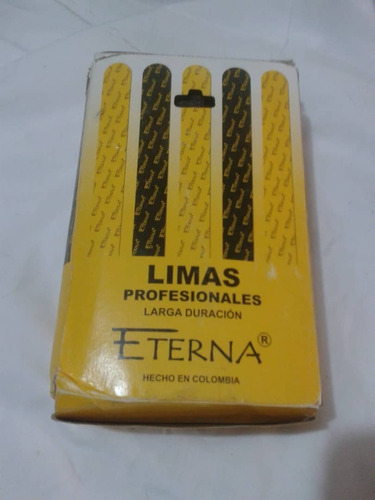 LIMAS
PROFESIONALES
LARGA DURACIÓN
ETERNA®
HECHO EN COLOMBIA